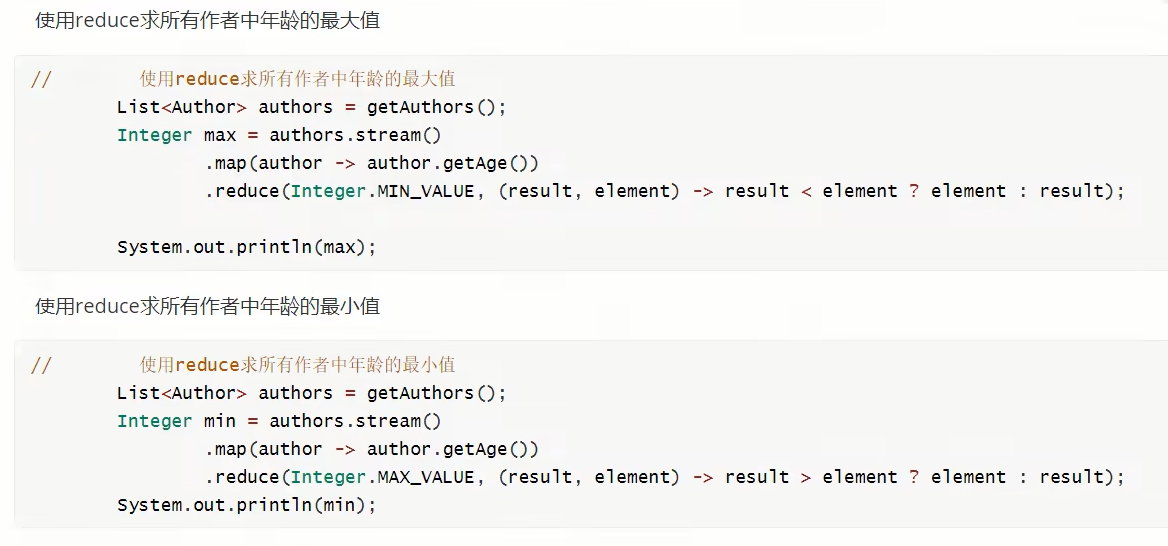 使用reduce求所有作者中年龄的最大值
//        使用reduce求所有作者中年龄的最大值
        List<Author> authors = getAuthors();
        Integer max = authors.stream()
                .map(author -> author.getAge())
                .reduce(Integer.MIN_VALUE, (result, element) -> result < element ? element : result);
        System.out.println(max);
使用reduce求所有作者中年龄的最小值
//        使用reduce求所有作者中年龄的最小值
        List<Author> authors = getAuthors();
        Integer min = authors.stream()
                .map(author -> author.getAge())
                .reduce(Integer.MAX_VALUE, (result, element) -> result > element ? element : result);
        System.out.println(min);